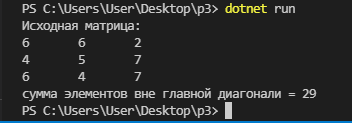 PS C:\Users\User\Desktop\p3> dotnet run
Исходная матрица:
6 6 2
4 5 7
6 4 7
сумма элементов вне главной диагонали = 29
PS C:\Users\User\Desktop\p3>